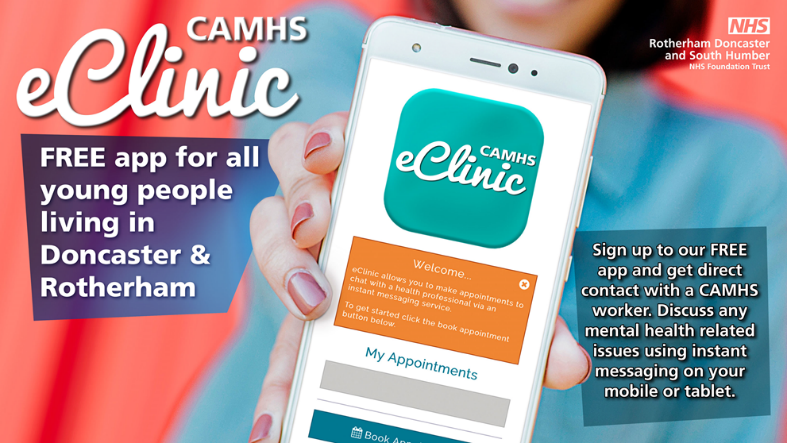 CAMHS
eClinic
NHS
Rotherham Doncaster
and South Humber
NHS Foundation Trust
FREE app for all
young people
living in
Doncaster &
Rotherham
CAMHS
eClinic
Welcome...
eClinic allows you to make appointments to
chat with a health professional via an
instant messaging service.
To get started click the book appointment
button below.
My Appointments
Book
Sign up to our FREE
app and get direct
contact with a CAMHS
worker. Discuss any
mental health related
issues using instant
messaging on your
mobile or tablet.